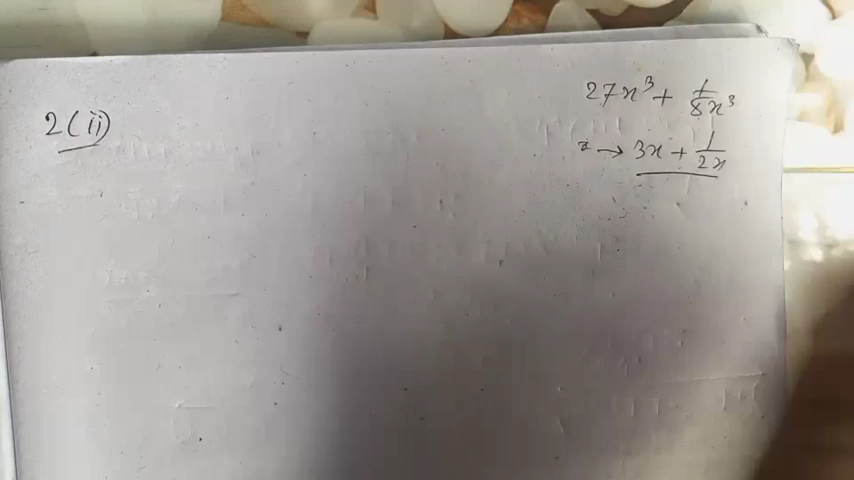 2(ii)
27x³ + 1/8x³
→ 3x + 1/2x